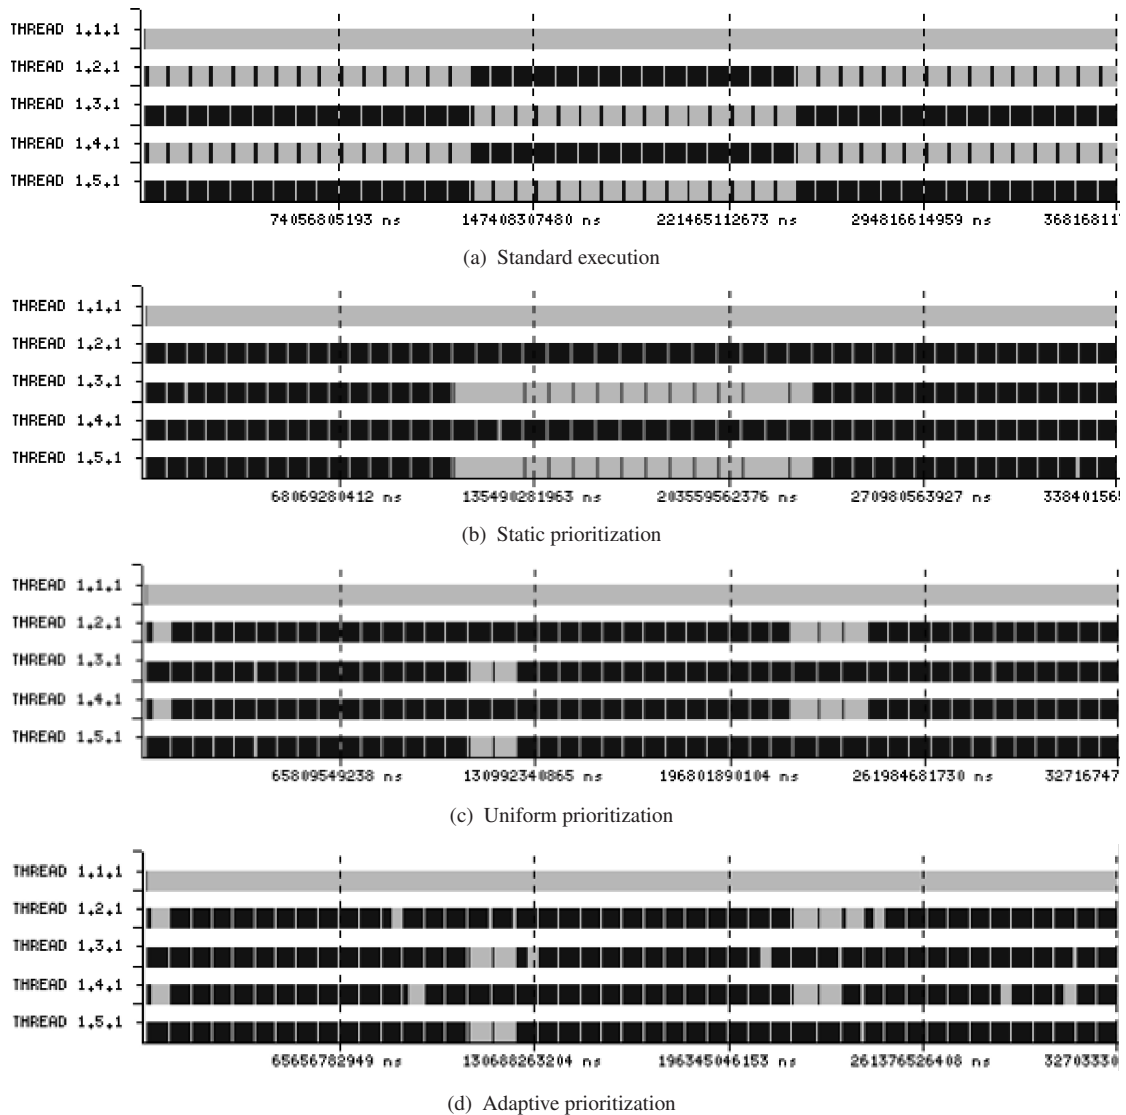 THREAD 1.1.1
THREAD 1.2.1
THREAD 1.3.1
THREAD 1.4.1
THREAD 1.5.1
74056805193 ns 147408307480 ns 221465112673 ns 294816614959 ns 36816811
(a) Standard execution
THREAD 1.1.1
THREAD 1.2.1
THREAD 1.3.1
THREAD 1.4.1
THREAD 1.5.1
68069280412 ns 135490281963 ns 203559562376 ns 270980563927 ns 338401565
(b) Static prioritization
THREAD 1.1.1
THREAD 1.2.1
THREAD 1.3.1
THREAD 1.4.1
THREAD 1.5.1
65809549238 ns 130992340865 ns 196801890104 ns 261984681730 ns 32716747
(c) Uniform prioritization
THREAD 1.1.1
THREAD 1.2.1
THREAD 1.3.1
THREAD 1.4.1
THREAD 1.5.1
65656782949 ns 130688263204 ns 196345046153 ns 261376526408 ns 32703330
(d) Adaptive prioritization